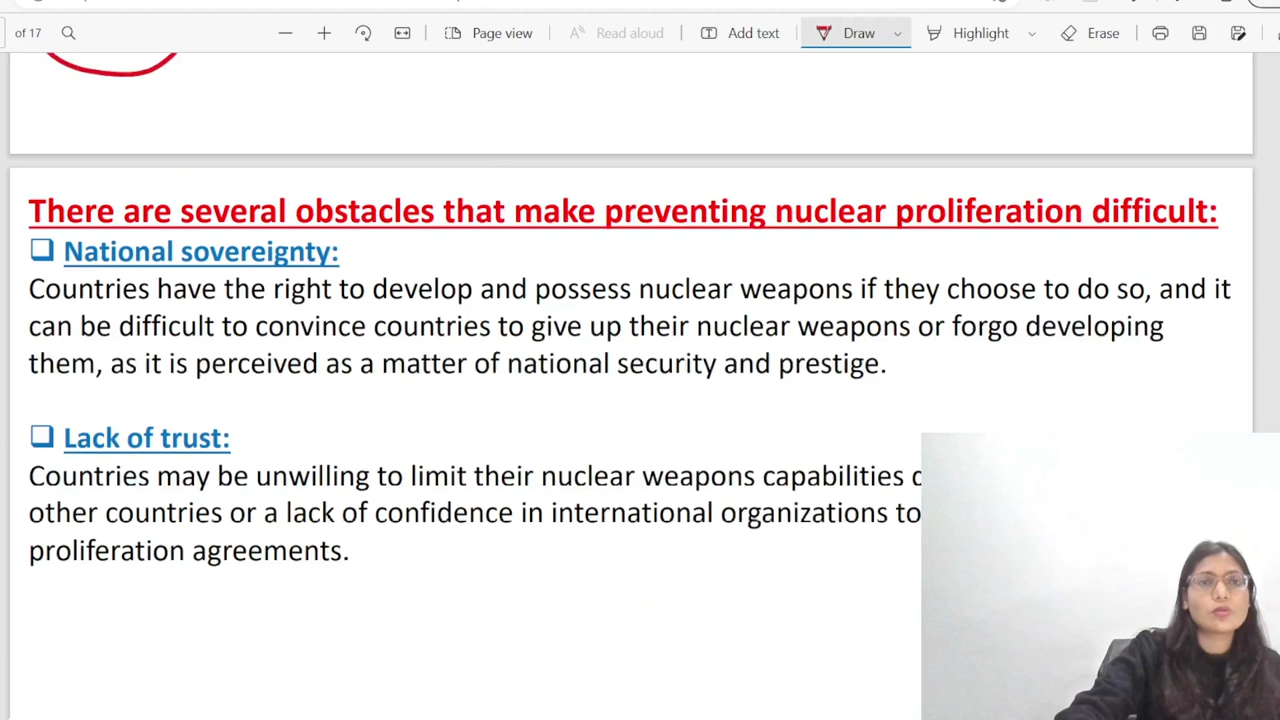 of 17
Page view
Read aloud
Add text
Draw
Highlight
Erase
There are several obstacles that make preventing nuclear proliferation difficult:
National sovereignty:
Countries have the right to develop and possess nuclear weapons if they choose to do so, and it
can be difficult to convince countries to give up their nuclear weapons or forgo developing
them, as it is perceived as a matter of national security and prestige.
Lack of trust:
Countries may be unwilling to limit their nuclear weapons capabilities
other countries or a lack of confidence in international organizations to
proliferation agreements.